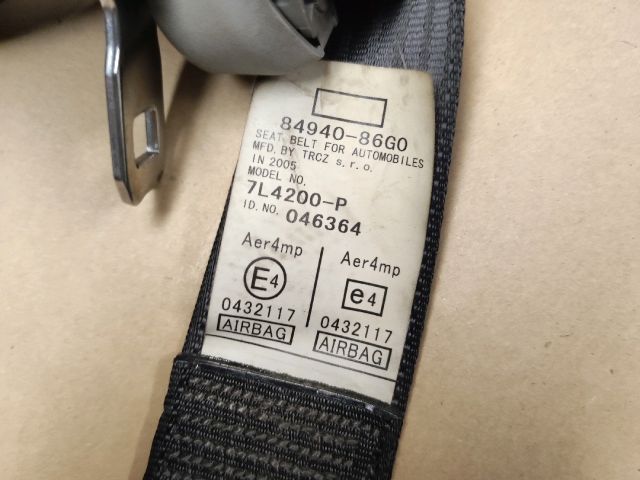 84940-86G0
SEAT BELT FOR AUTOMOBILES
MFD. BY TRCZ s.r.o.
IN 2005
MODEL NO.
7L4200-P
ID. NO. 046364
Aer4mp
E4
0432117
AIRBAG
Aer4mp
e4
0432117
AIRBAG